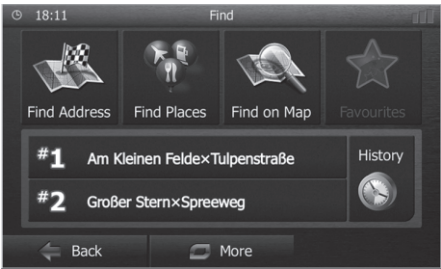 18:11 Find
Find Address Find Places Find on Map Favourites
#1 Am Kleinen Felde×Tulpenstraße History
#2 Großer Stern×Spreeweg
Back More